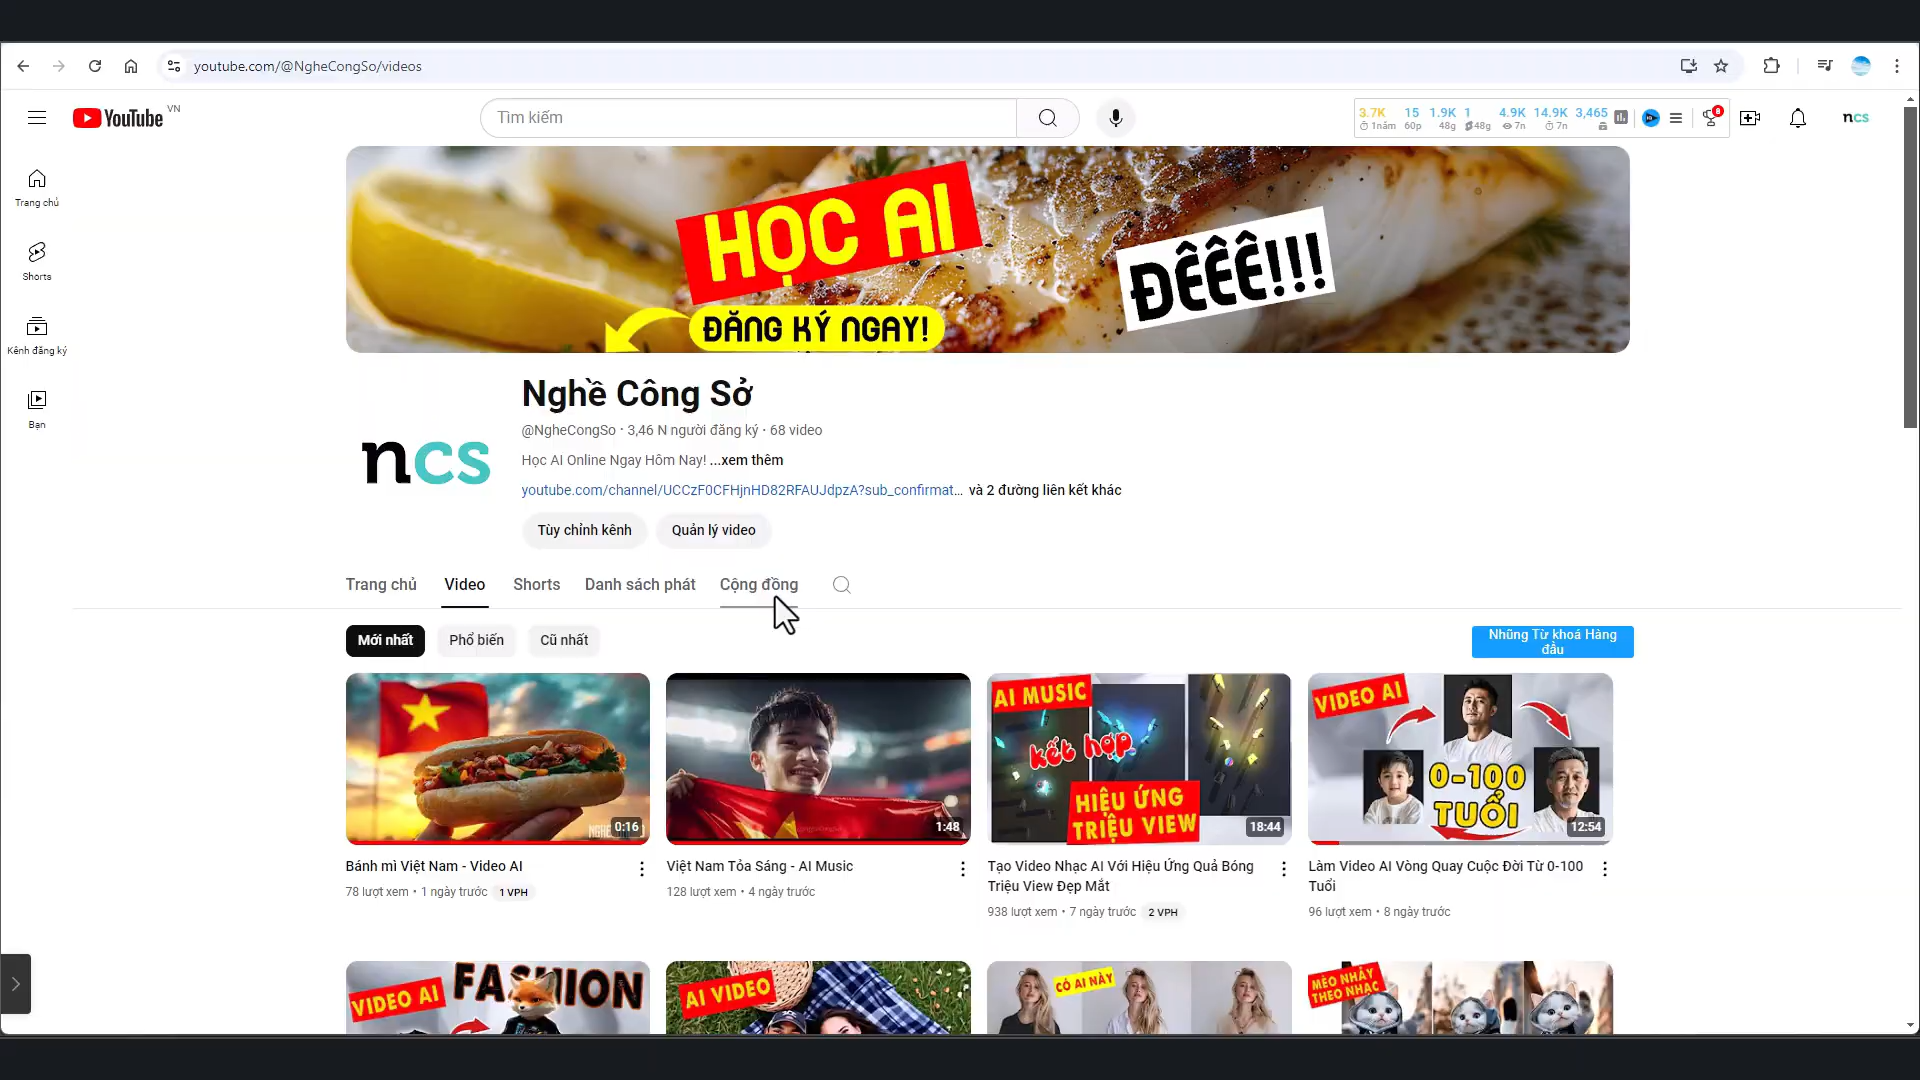 youtube.com/@NgheCongSo/videos
YouTube VN
Tìm kiếm
3.7K 15 1.9K 1 4.9K 14.9K 3,465
1năm 60p 48g 48g 7n 7n
8
ncs
Trang chủ
Shorts
Kênh đăng ký
Bạn
HỌC AI
ĐÊÊÊ!!!
ĐĂNG KÝ NGAY!
ncs
Nghề Công Sở
@NgheCongSo • 3,46 N người đăng ký • 68 video
Học AI Online Ngay Hôm Nay! ...xem thêm
youtube.com/channel/UCCzF0CFHjnHD82RFAUJdpzA?sub_confirmat... và 2 đường liên kết khác
Tùy chỉnh kênh Quản lý video
Trang chủ Video Shorts Danh sách phát Cộng đồng
Mới nhất Phổ biến Cũ nhất
Những Từ khoá Hàng
đầu
0:16
1:48
AI MUSIC
kết hợp
HIỆU ỨNG
TRIỆU VIEW
18:44
VIDEO AI
0-100
TUỔI
12:54
Bánh mì Việt Nam - Video AI
78 lượt xem • 1 ngày trước 1 VPH
Việt Nam Tỏa Sáng - AI Music
128 lượt xem • 4 ngày trước
Tạo Video Nhạc AI Với Hiệu Ứng Quả Bóng
Triệu View Đẹp Mắt
938 lượt xem • 7 ngày trước 2 VPH
Làm Video AI Vòng Quay Cuộc Đời Từ 0-100
Tuổi
96 lượt xem • 8 ngày trước
VIDEO AI
FASHION
AI VIDEO
CÓ AI NÀY
MÈO NHẢY
THEO NHẠC